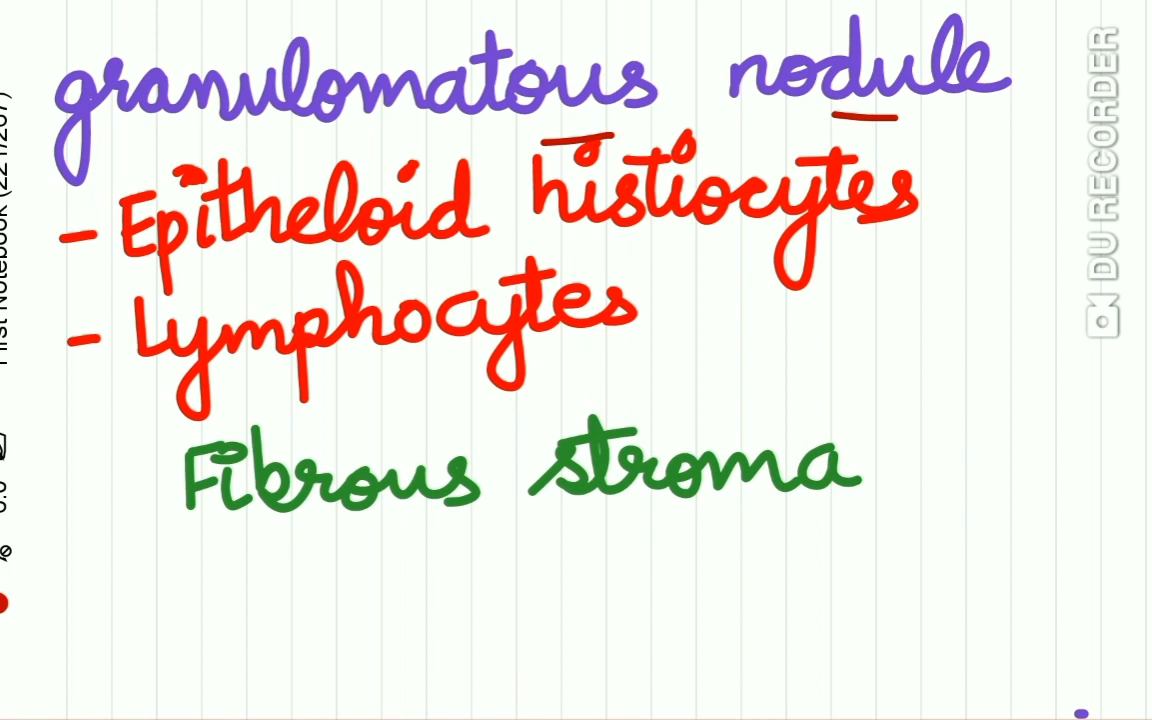 granulomatous nodule
- Epitheloid histiocytes
- Lymphocytes
Fibrous stroma
DU RECORDER